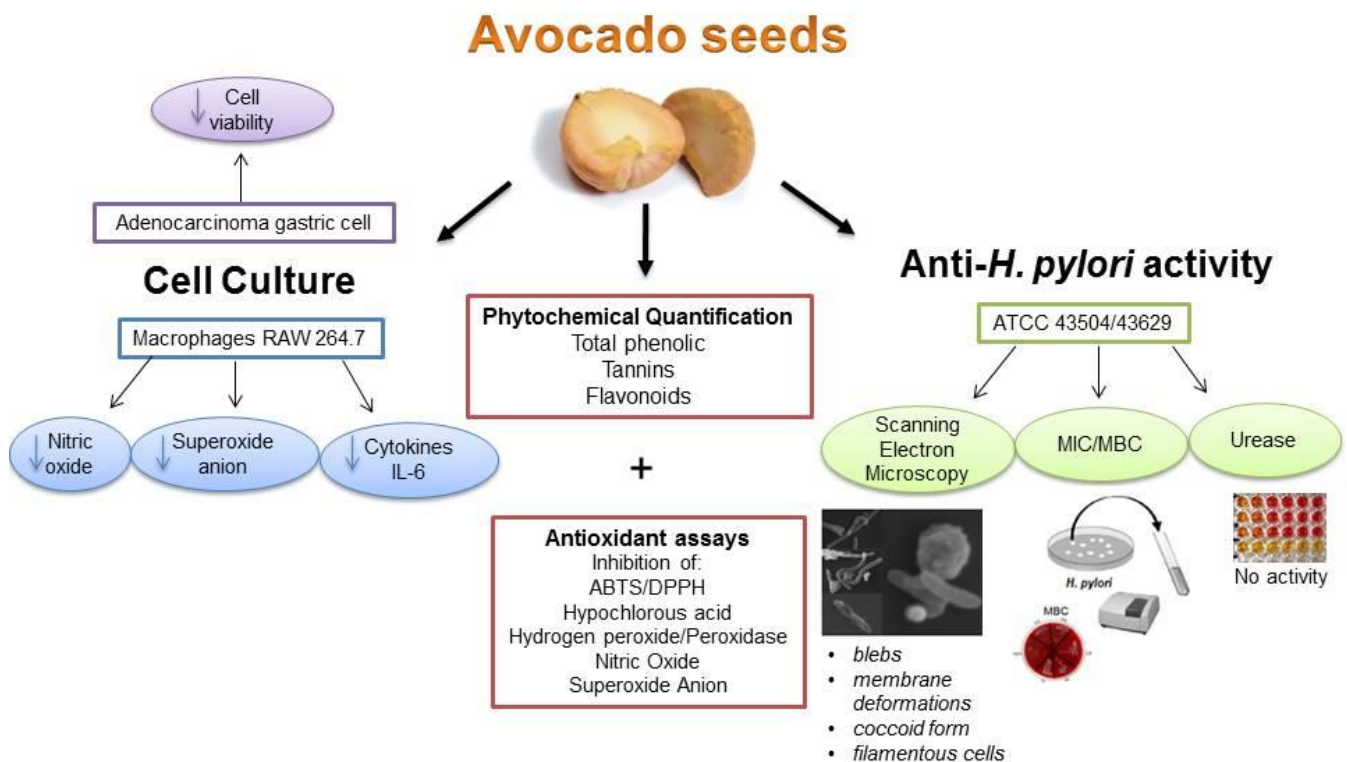 Avocado seeds
Cell
viability
Adenocarcinoma gastric cell
Cell Culture
Macrophages RAW 264.7
Nitric
oxide
Superoxide
anion
Cytokines
IL-6
Phytochemical Quantification
Total phenolic
Tannins
Flavonoids
+
Antioxidant assays
Inhibition of:
ABTS/DPPH
Hypochlorous acid
Hydrogen peroxide/Peroxidase
Nitric Oxide
Superoxide Anion
Anti-H. pylori activity
ATCC 43504/43629
Scanning
Electron
Microscopy
MIC/MBC
Urease
H. pylori
MBC
No activity
• blebs
• membrane
deformations
• coccoid form
• filamentous cells